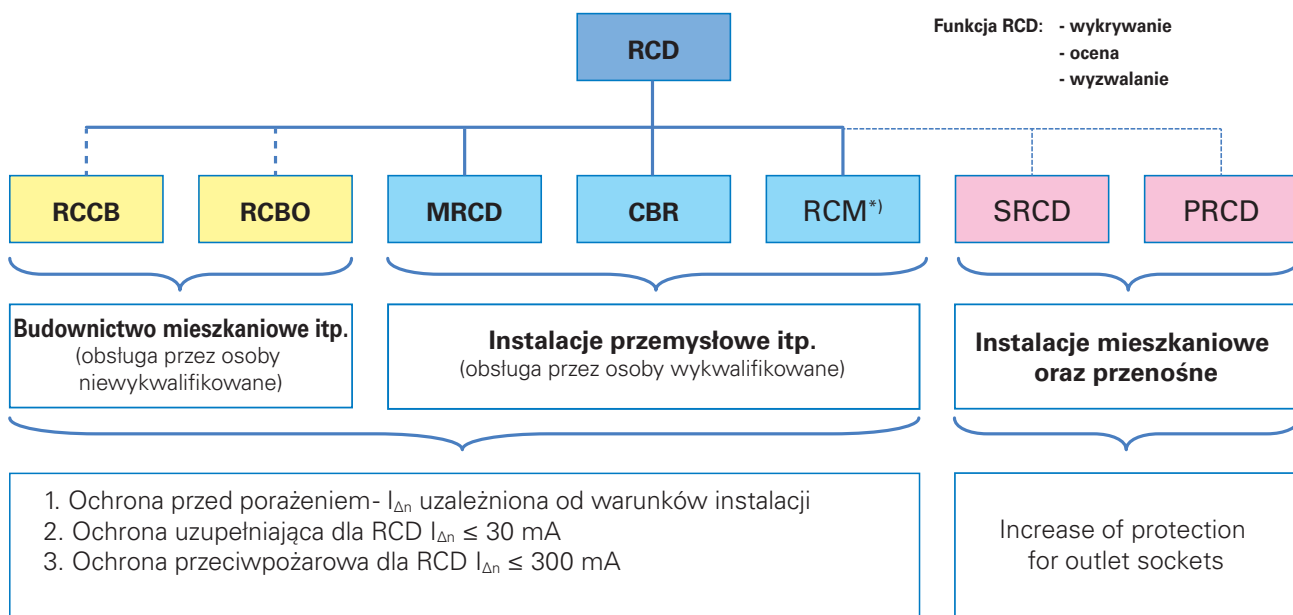 RCD
Funkcja RCD: - wykrywanie
- ocena
- wyzwalanie
RCCB
RCBO
MRCD
CBR
RCM*)
SRCD
PRCD
Budownictwo mieszkaniowe itp.
(obsługa przez osoby
niewykwalifikowane)
Instalacje przemysłowe itp.
(obsługa przez osoby wykwalifikowane)
Instalacje mieszkaniowe
oraz przenośne
1. Ochrona przed porażeniem- IΔn uzależniona od warunków instalacji
2. Ochrona uzupełniająca dla RCD IΔn ≤ 30 mA
3. Ochrona przeciwpożarowa dla RCD IΔn ≤ 300 mA
Increase of protection
for outlet sockets